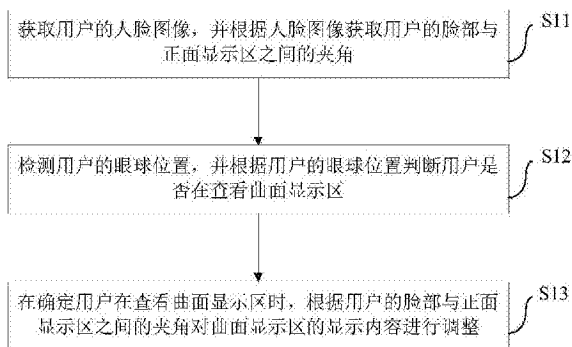 获取用户的人脸图像，并根据人脸图像获取用户的脸部与
正面显示区之间的夹角
S11
检测用户的眼球位置，并根据用户的眼球位置判断用户是
否在查看曲面显示区
S12
在确定用户在查看曲面显示区时，根据用户的脸部与正面
显示区之间的夹角对曲面显示区的显示内容进行调整
S13